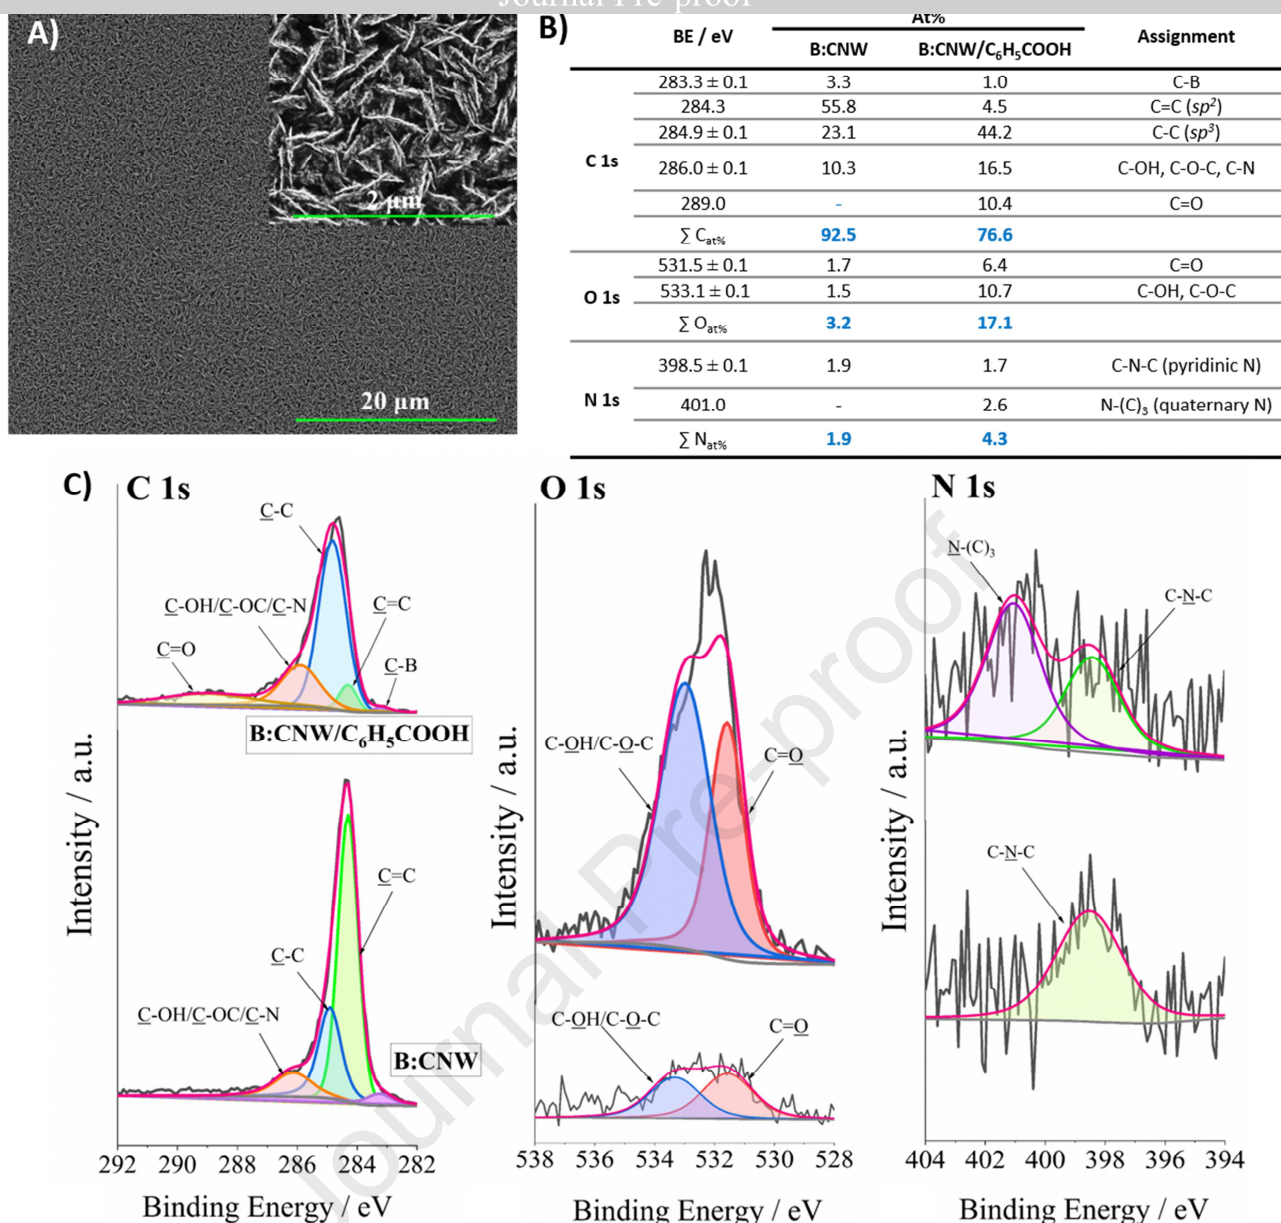 Journal Pre-proof
A)
2 μm
20 μm
B)
BE / eV
At%
B:CNW
B:CNW/C₆H₅COOH
Assignment
C 1s
283.3 ± 0.1 3.3 1.0 C-B
284.3 55.8 4.5 C=C (sp²)
284.9 ± 0.1 23.1 44.2 C-C (sp³)
286.0 ± 0.1 10.3 16.5 C-OH, C-O-C, C-N
289.0 - 10.4 C=O
∑ Cat% 92.5 76.6
O 1s
531.5 ± 0.1 1.7 6.4 C=O
533.1 ± 0.1 1.5 10.7 C-OH, C-O-C
∑ Oat% 3.2 17.1
N 1s
398.5 ± 0.1 1.9 1.7 C-N-C (pyridinic N)
401.0 - 2.6 N-(C)₃ (quaternary N)
∑ Nat% 1.9 4.3
C)
C 1s
C-C
C-OH/C-OC/C-N
C=C
C=O
C-B
B:CNW/C₆H₅COOH
C=C
C-C
C-OH/C-OC/C-N
B:CNW
Intensity / a.u.
292 290 288 286 284 282
Binding Energy / eV
O 1s
C-OH/C-O-C
C=O
C-OH/C-O-C
C=O
Intensity / a.u.
538 536 534 532 530 528
Binding Energy / eV
N 1s
N-(C)₃
C-N-C
C-N-C
Intensity / a.u.
404 402 400 398 396 394
Binding Energy / eV
Journal Pre-proof